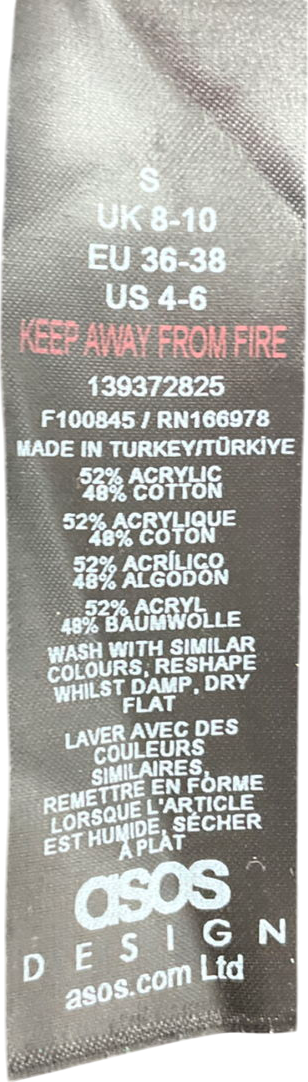 S
UK 8-10
EU 36-38
US 4-6
KEEP AWAY FROM FIRE
139372825
F100845 / RN166978
MADE IN TURKEY/TÜRKİYE
52% ACRYLIC
48% COTTON
52% ACRYLIQUE
48% COTON
52% ACRÍLICO
48% ALGODÓN
52% ACRYL
48% BAUMWOLLE
WASH WITH SIMILAR
COLOURS, RESHAPE
WHILST DAMP, DRY
FLAT
LAVER AVEC DES
COULEURS
SIMILAIRES,
REMETTRE EN FORME
LORSQUE L'ARTICLE
EST HUMIDE, SÉCHER
À PLAT
asos
DESIGN
asos.com Ltd